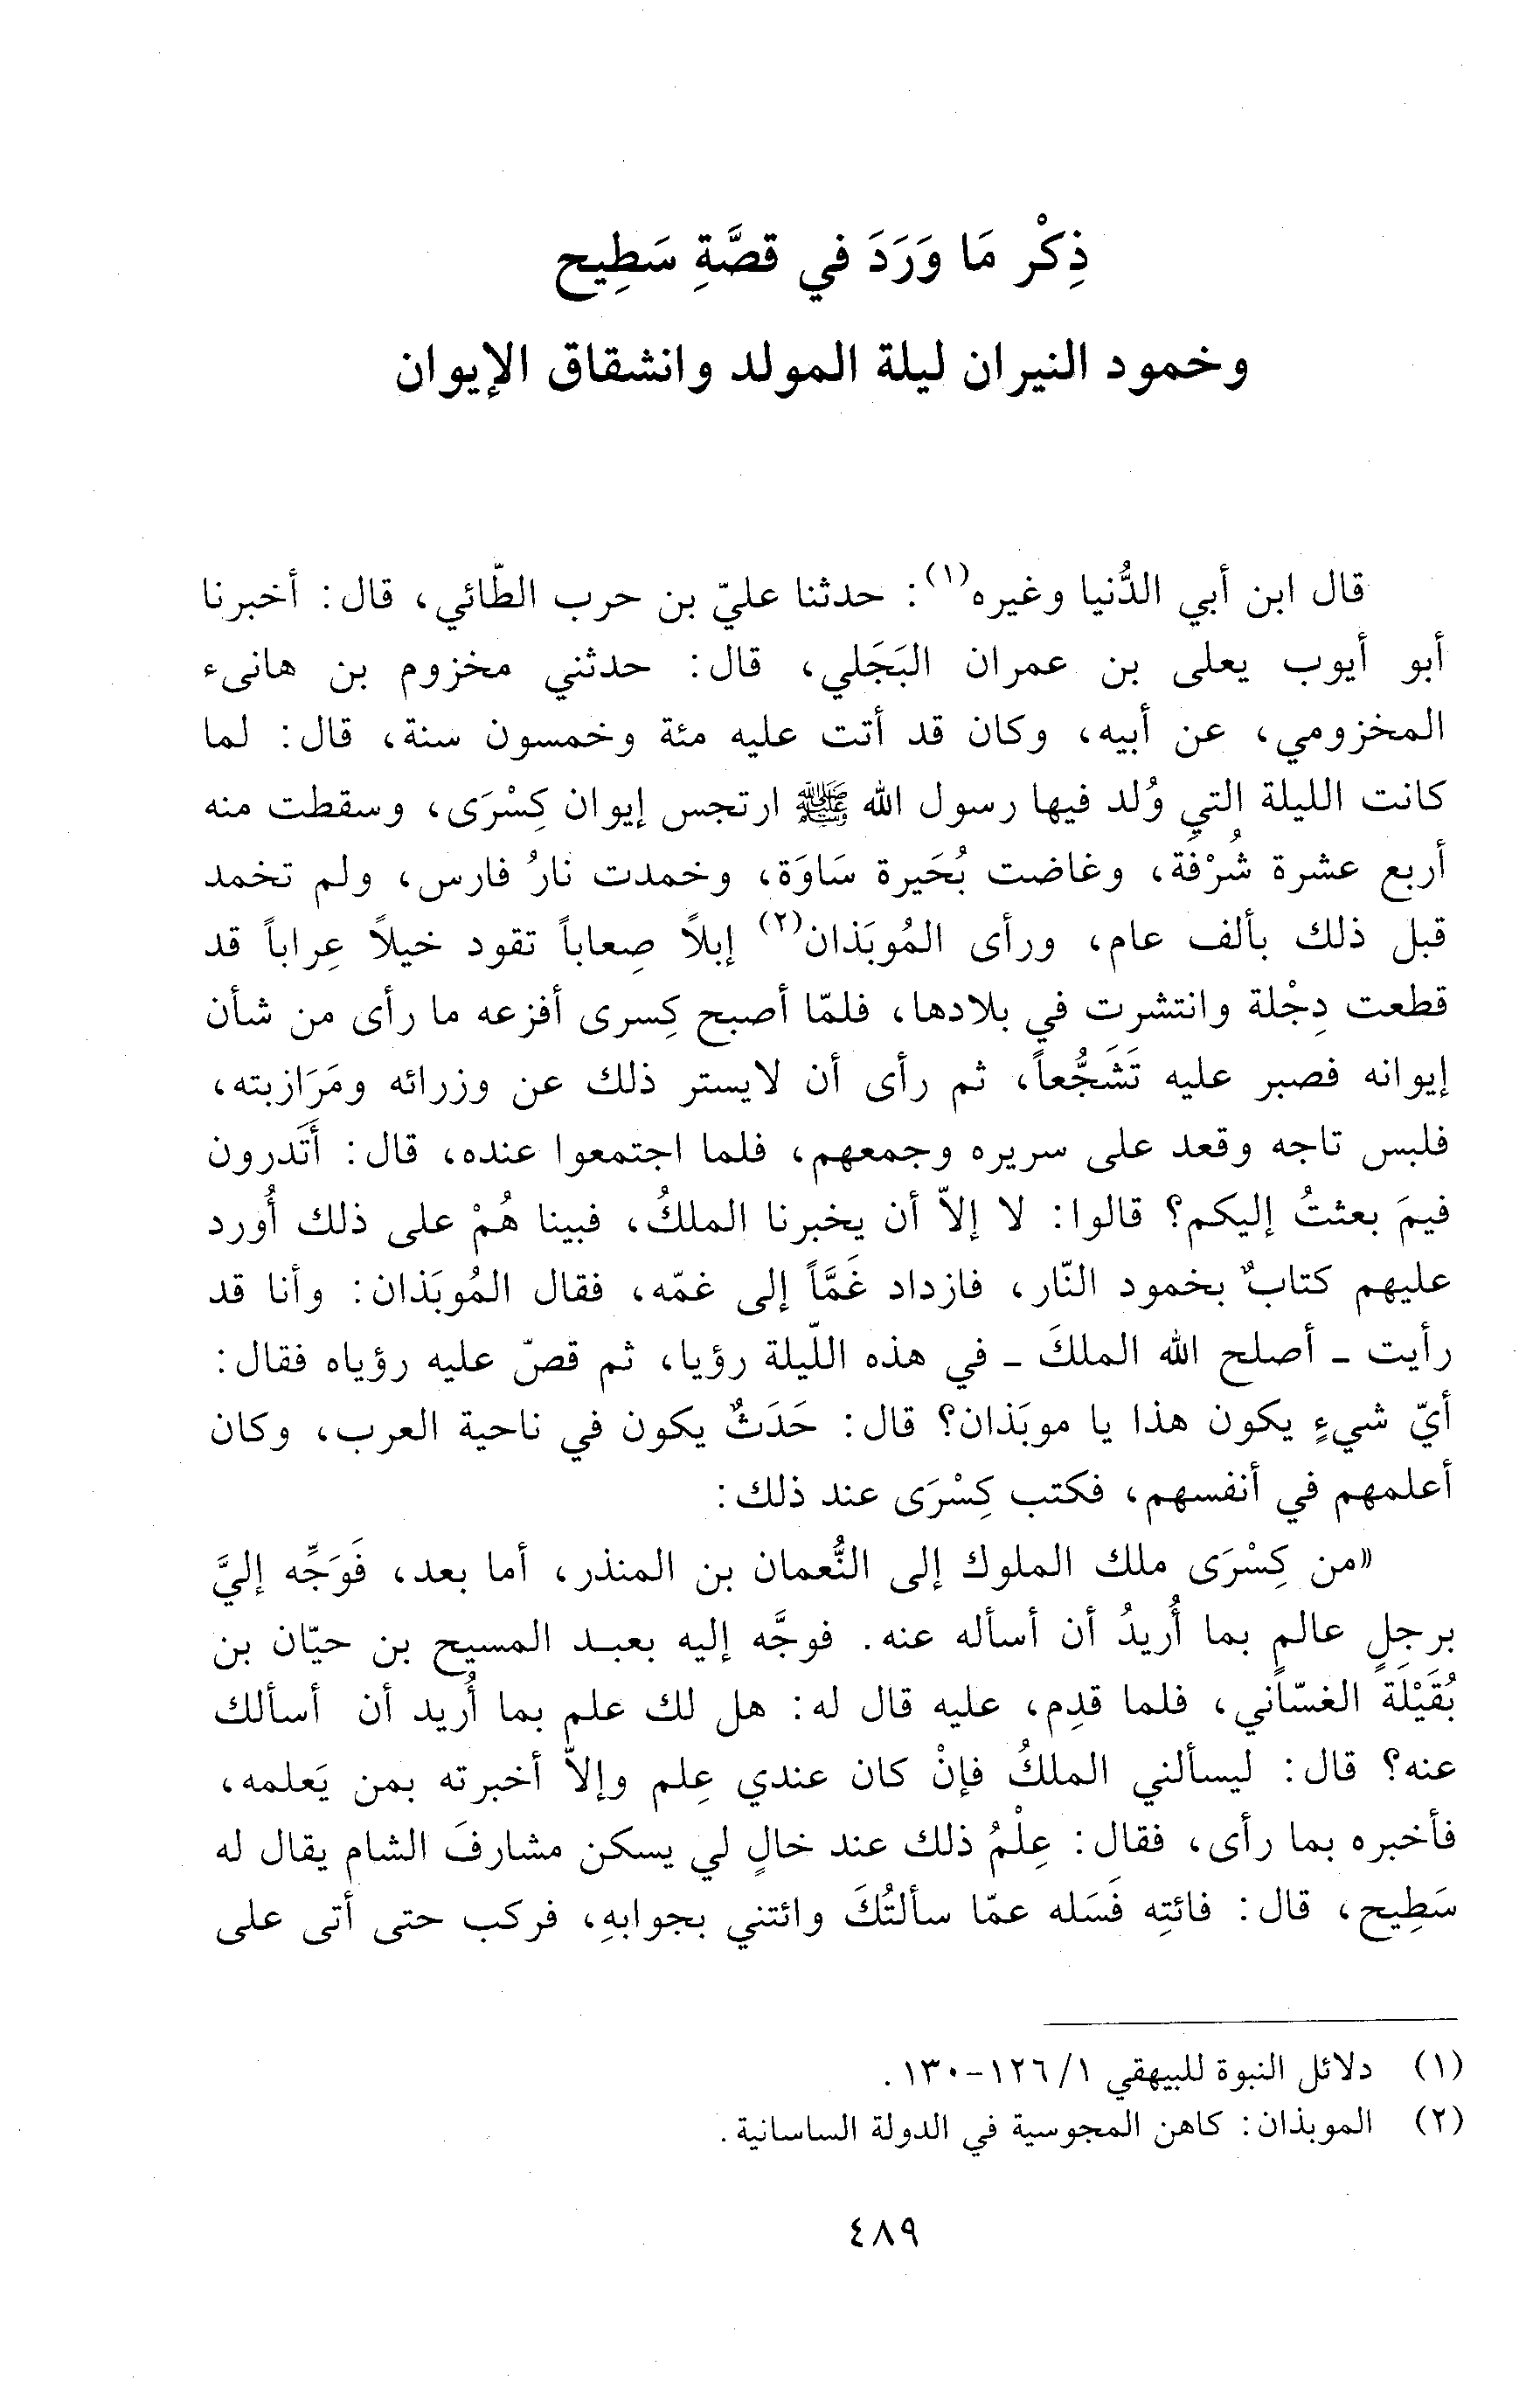 ذِكْر مَا وَرَدَ في قصَّةِ سَطِيح
وخمود النيران ليلة المولد وانشقاق الإيوان
قال ابن أبي الدُّنيا وغيره(١): حدثنا عليّ بن حرب الطّائي، قال: أخبرنا
أبو أيوب يعلى بن عمران البَجَلي، قال: حدثني مخزوم بن هانىء
المخزومي، عن أبيه، وكان قد أتت عليه مئة وخمسون سنة، قال: لما
كانت الليلة التي وُلد فيها رسول الله ﷺ ارتجس إيوان كِسْرَى، وسقطت منه
أربع عشرة شُرْفَة، وغاضت بُحَيرة سَاوَة، وخمدت نارُ فارس، ولم تخمد
قبل ذلك بألف عام، ورأى المُوبَذان(٢) إبلاً صِعاباً تقود خيلاً عِراباً قد
قطعت دِجْلة وانتشرت في بلادها، فلمّا أصبح كِسرى أفزعه ما رأى من شأن
إيوانه فصبر عليه تَشَجُّعاً، ثم رأى أن لايستر ذلك عن وزرائه ومَرَازبته،
فلبس تاجه وقعد على سريره وجمعهم، فلما اجتمعوا عنده، قال: أَتَدرون
فيمَ بعثتُ إليكم؟ قالوا: لا إلاّ أن يخبرنا الملكُ، فبينا هُمْ على ذلك أُورد
عليهم كتابٌ بخمود النّار، فازداد غَمَّاً إلى غمّه، فقال المُوبَذان: وأنا قد
رأيت - أصلح الله الملكَ - في هذه اللّيلة رؤيا، ثم قصّ عليه رؤياه فقال:
أيّ شيءٍ يكون هذا يا موبَذان؟ قال: حَدَثٌ يكون في ناحية العرب، وكان
أعلمهم في أنفسهم، فكتب كِسْرَى عند ذلك:
«من كِسْرَى ملك الملوك إلى النُّعمان بن المنذر، أما بعد، فَوَجِّه إليَّ
برجلٍ عالمٍ بما أُريدُ أن أسأله عنه. فوجَّه إليه بعبد المسيح بن حيّان بن
بُقَيْلَة الغسّاني، فلما قدِم، عليه قال له: هل لك علم بما أُريد أن أسألك
عنه؟ قال: ليسألني الملكُ فإنْ كان عندي عِلم وإلاّ أخبرته بمن يَعلمه،
فأخبره بما رأى، فقال: عِلْمُ ذلك عند خالٍ لي يسكن مشارفَ الشام يقال له
سَطِيح، قال: فائتِه فَسَله عمّا سألتُكَ وائتني بجوابهِ، فركب حتى أتى على
(١) دلائل النبوة للبيهقي ١/ ١٢٦-١٣٠.
(٢) الموبذان: كاهن المجوسية في الدولة الساسانية.
٤٨٩